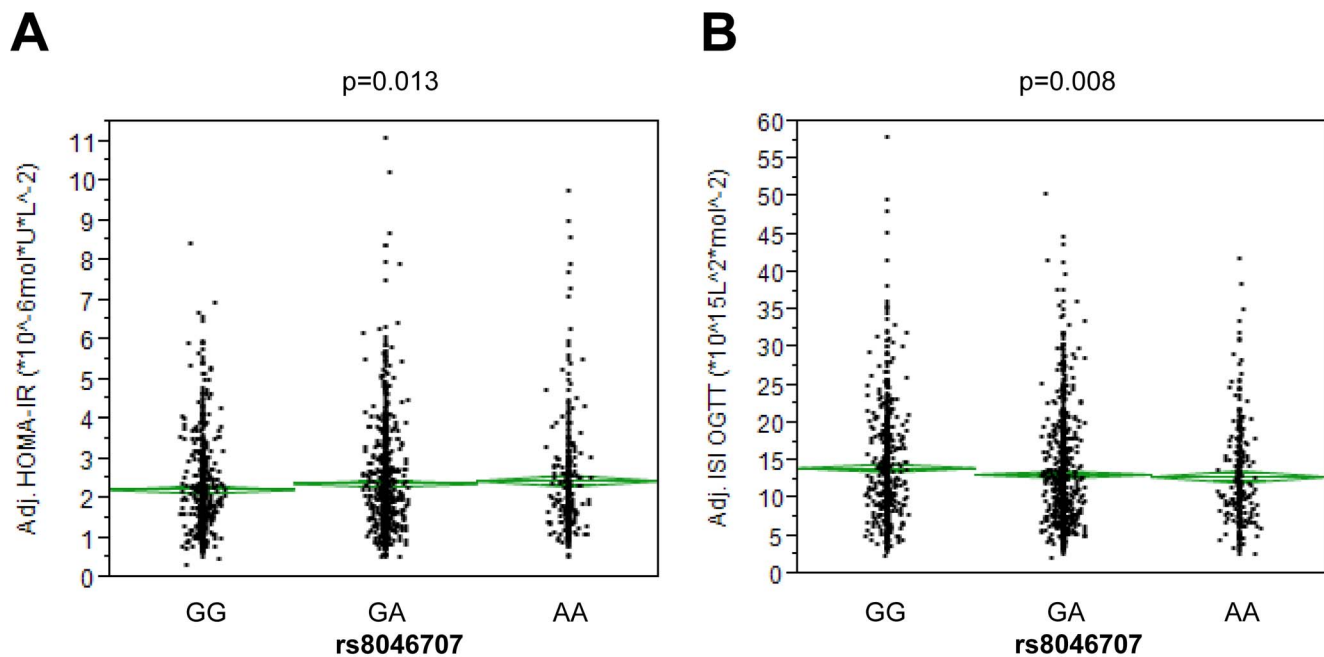 A
p=0.013
Adj. HOMA-IR (*10^-6mol*U*L^-2)
11
10
9
8
7
6
5
4
3
2
1
0
GG GA AA
rs8046707
B
p=0.008
Adj. ISI OGTT (*10^15L^2*mol^-2)
60
55
50
45
40
35
30
25
20
15
10
5
0
GG GA AA
rs8046707